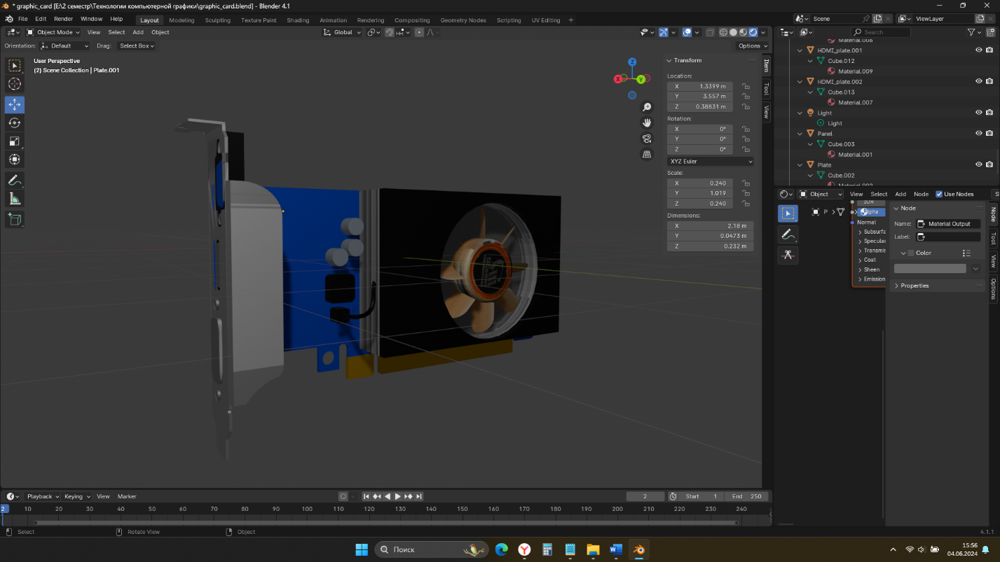 * graphic_card [E:\2 семестр\Технологии компьютерной графики\graphic_card.blend] - Blender 4.1
File Edit Render Window Help Layout Modeling Sculpting Texture Paint Shading Animation Rendering Compositing Geometry Nodes Scripting UV Editing + Scene ViewLayer
Object Mode View Select Add Object Global Search
Orientation: Default Drag: Select Box Options
User Perspective
(2) Scene Collection | Plate.001
Z
X
Y
Transform
Location:
X 1.3399 m
Y 3.557 m
Z 0.38831 m
Rotation:
X 0°
Y 0°
Z 0°
XYZ Euler
Scale:
X 0.240
Y 1.019
Z 0.240
Dimensions:
X 2.18 m
Y 0.0473 m
Z 0.232 m
Item
Tool
View
Material.006
HDMI_plate.001
Cube.012
Material.009
HDMI_plate.002
Cube.013
Material.007
Light
Light
Panel
Cube.003
Material.001
Plate
Cube.002
Object View Select Add Node Use Nodes S
P
IOR
Alpha
Normal
Subsurfa
Specular
Transmis
Coat
Sheen
Emission
Node
Name: Material Output
Label:
Color
Properties
Node
Tool
View
Options
Playback Keying View Marker 2 Start 1 End 250
2 10 20 30 40 50 60 70 80 90 100 110 120 130 140 150 160 170 180 190 200 210 220 230 240
Select Rotate View Object 4.1.1
Поиск
15:56
04.06.2024